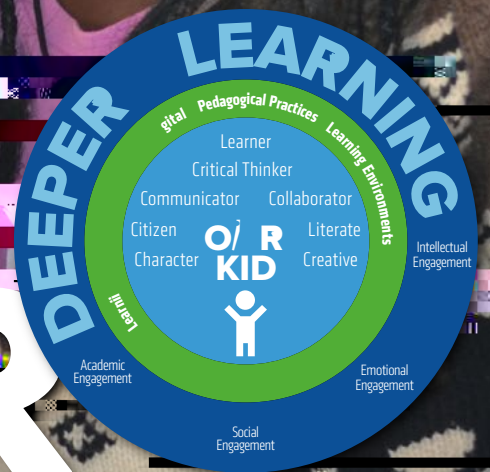 DEEPER LEARNING
gital Pedagogical Practices Learning Environments
Learner
Critical Thinker
Communicator Collaborator
Citizen Literate
Character Creative
KID
Intellectual
Engagement
Academic
Engagement
Emotional
Engagement
Social
Engagement